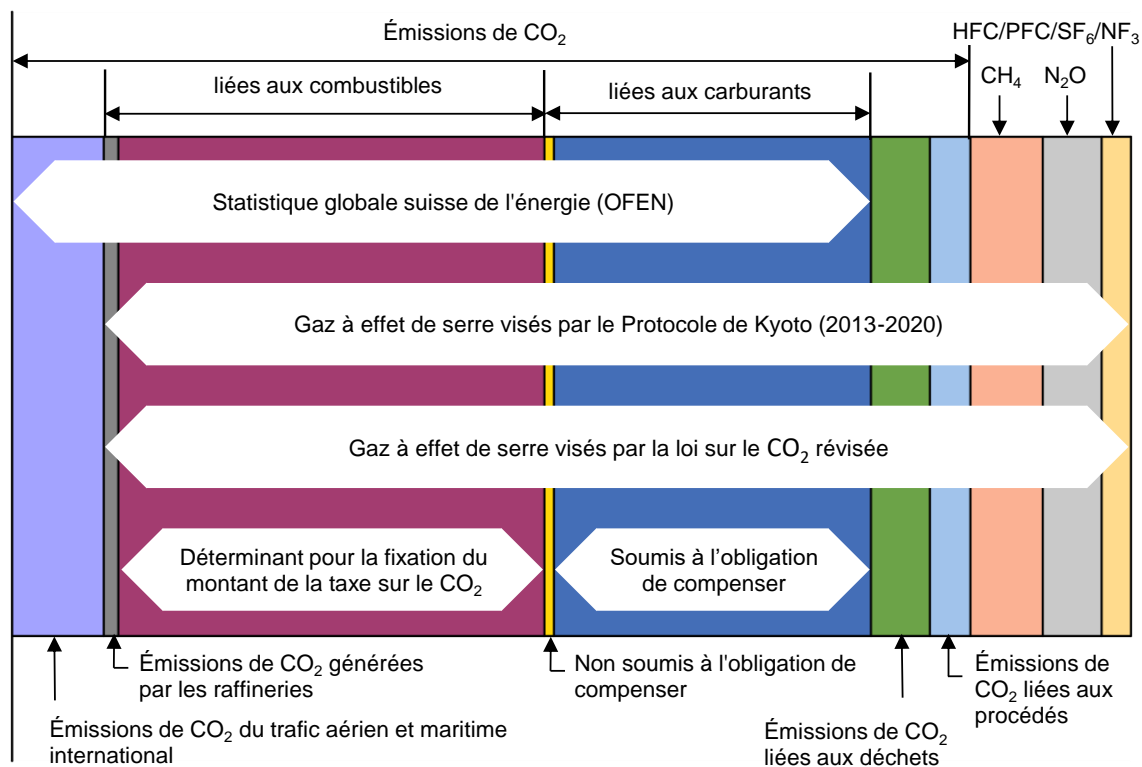 Émissions de CO₂
HFC/PFC/SF₆/NF₃
liées aux combustibles
liées aux carburants
CH₄
N₂O
Statistique globale suisse de l'énergie (OFEN)
Gaz à effet de serre visés par le Protocole de Kyoto (2013-2020)
Gaz à effet de serre visés par la loi sur le CO₂ révisée
Déterminant pour la fixation du
montant de la taxe sur le CO₂
Soumis à l’obligation
de compenser
Émissions de CO₂ générées
par les raffineries
Non soumis à l'obligation de
compenser
Émissions de
CO₂ liées aux
procédés
Émissions de CO₂ du trafic aérien et maritime
international
Émissions de CO₂
liées aux déchets